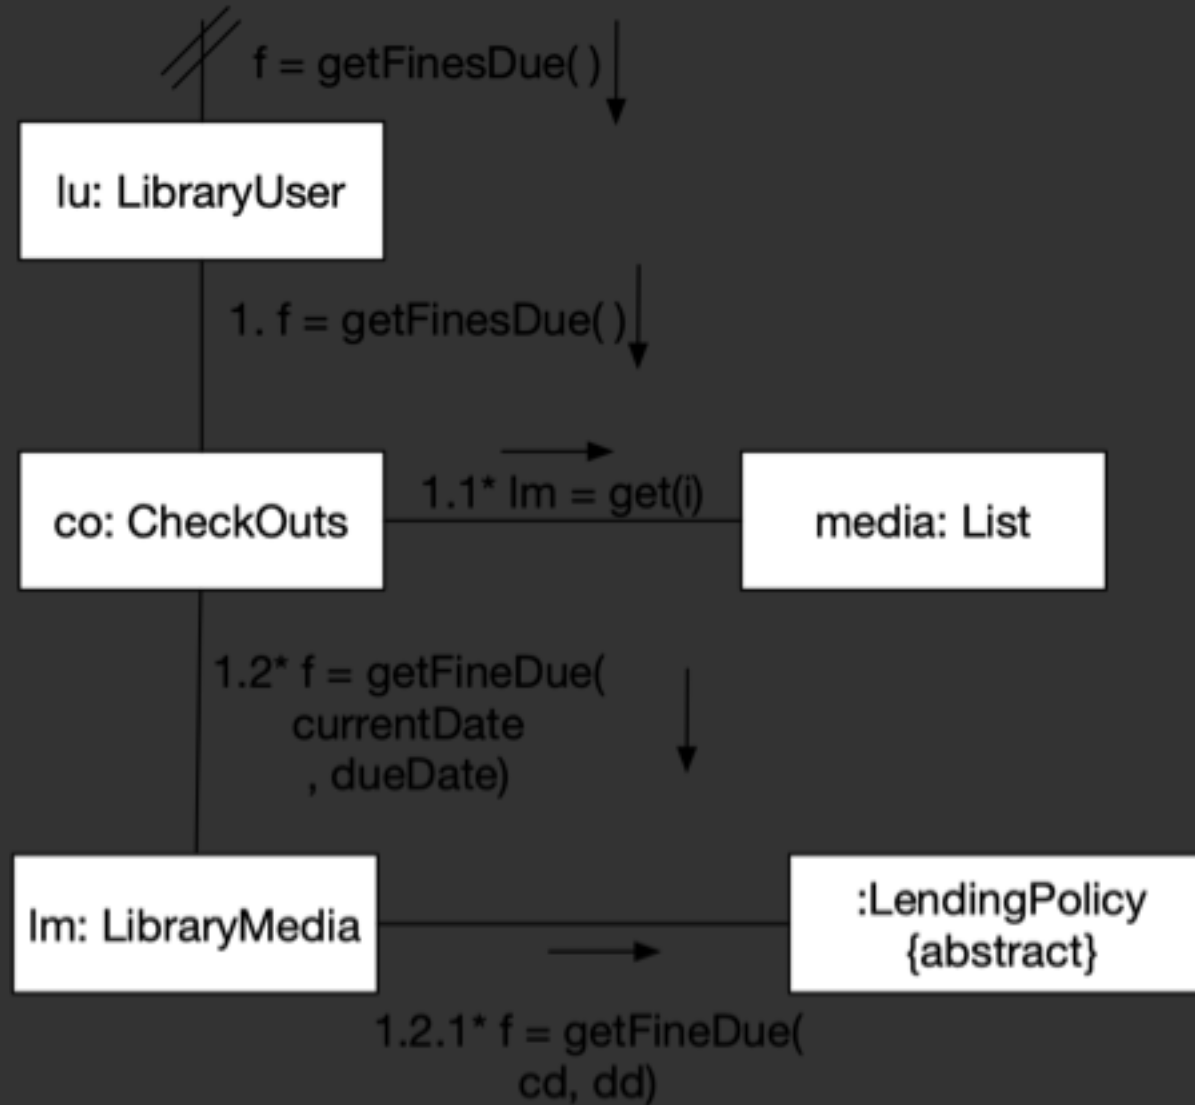 f = getFinesDue( )
lu: LibraryUser
1. f = getFinesDue( )
1.1* lm = get(i)
co: CheckOuts
media: List
1.2* f = getFineDue(
currentDate
, dueDate)
lm: LibraryMedia
:LendingPolicy
{abstract}
1.2.1* f = getFineDue(
cd, dd)